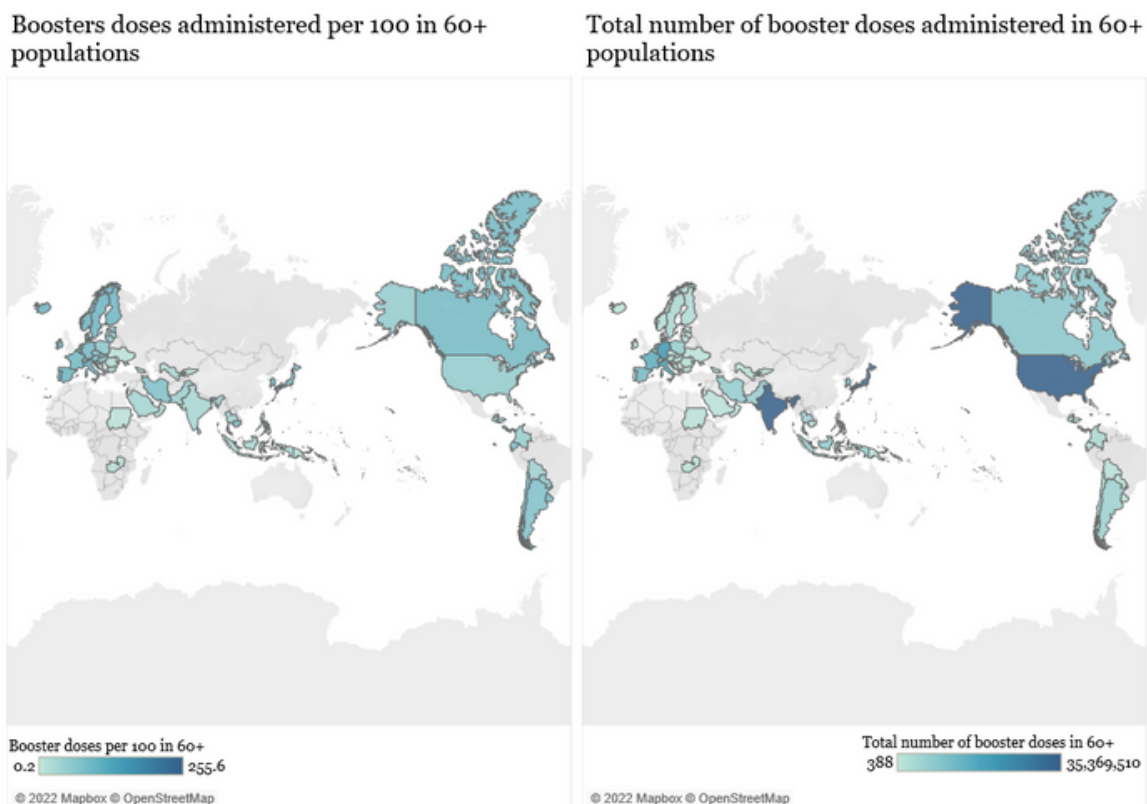 Boosters doses administered per 100 in 60+
populations
Total number of booster doses administered in 60+
populations
Booster doses per 100 in 60+
0.2 255.6
© 2022 Mapbox © OpenStreetMap
Total number of booster doses in 60+
388 35,369,510
© 2022 Mapbox © OpenStreetMap